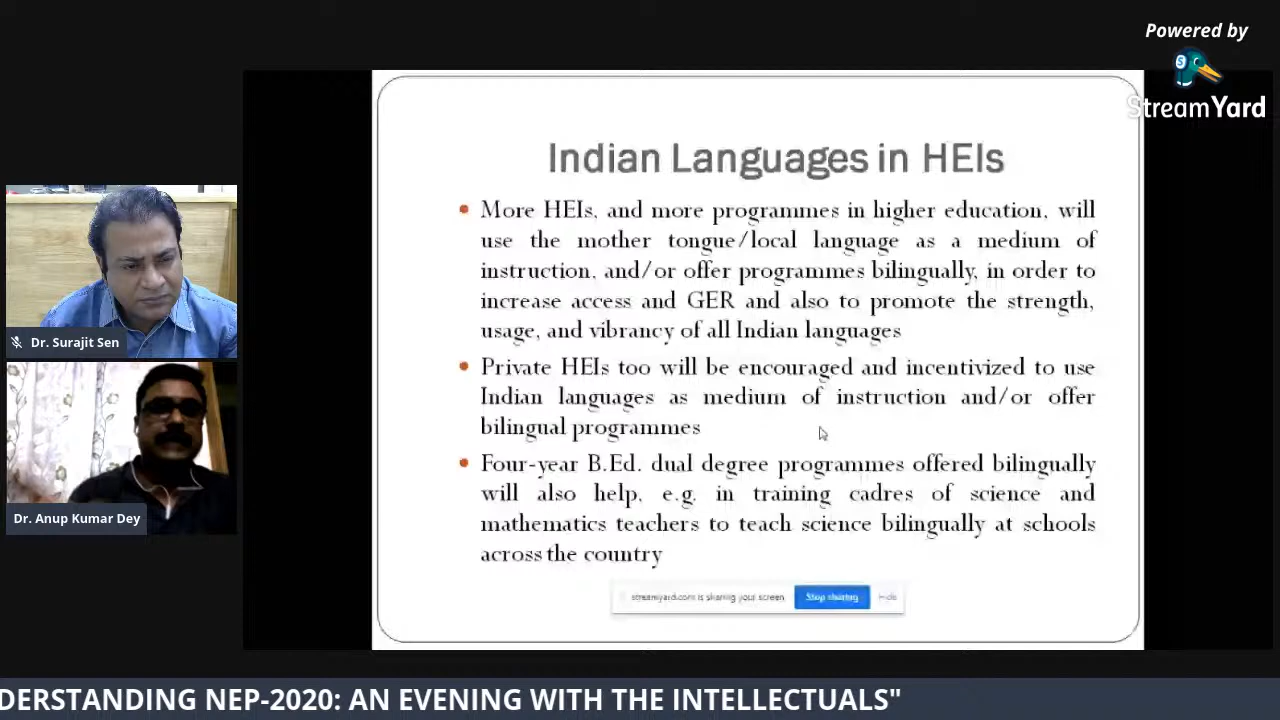 Powered by
StreamYard
Indian Languages in HEIs
More HEIs, and more programmes in higher education, will
use the mother tongue/local language as a medium of
instruction, and/or offer programmes bilingually, in order to
increase access and GER and also to promote the strength,
usage, and vibrancy of all Indian languages
Private HEIs too will be encouraged and incentivized to use
Indian languages as medium of instruction and/or offer
bilingual programmes
Four-year B.Ed. dual degree programmes offered bilingually
will also help, e.g. in training cadres of science and
mathematics teachers to teach science bilingually at schools
across the country
streamyard.com is sharing your screen
Stop sharing
Hide
Dr. Surajit Sen
Dr. Anup Kumar Dey
DERSTANDING NEP-2020: AN EVENING WITH THE INTELLECTUALS"